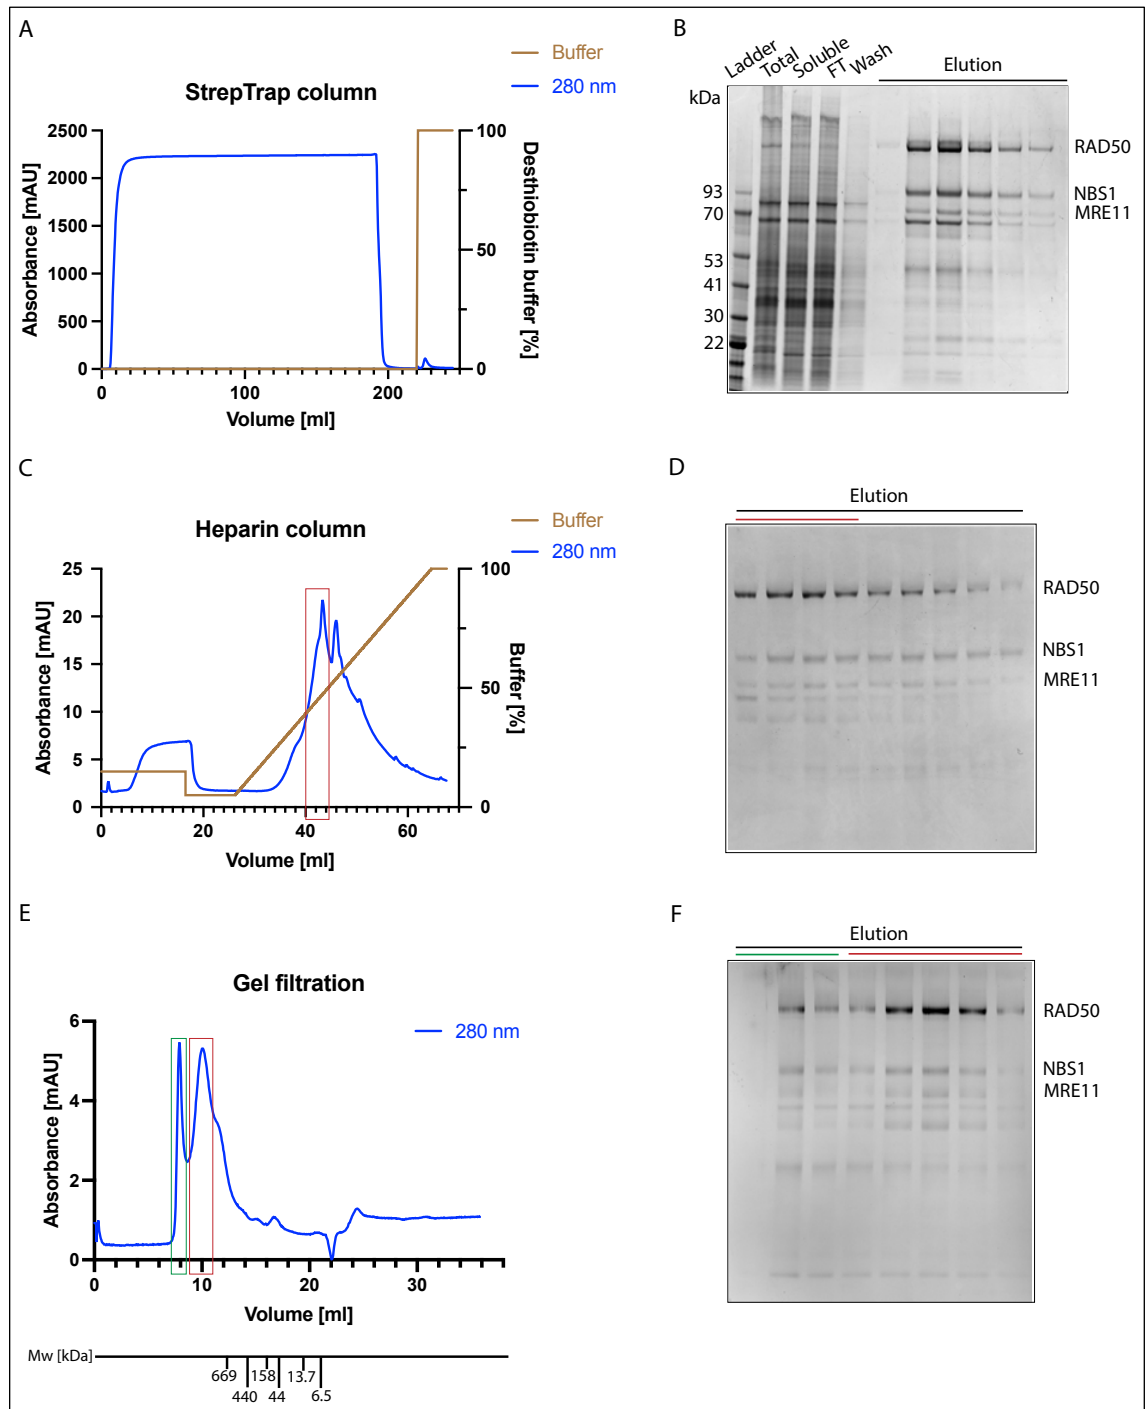 A
Buffer
280 nm
StrepTrap column
2500
2000
1500
1000
500
0
Absorbance [mAU]
100
50
0
Desthiobiotin buffer [%]
0
100
200
Volume [ml]
B
Ladder
Total
Soluble
FT
Wash
Elution
kDa
93
70
53
41
30
22
RAD50
NBS1
MRE11
C
Buffer
280 nm
Heparin column
25
20
15
10
5
0
Absorbance [mAU]
100
50
0
Buffer [%]
0
20
40
60
Volume [ml]
D
Elution
RAD50
NBS1
MRE11
E
Gel filtration
280 nm
6
4
2
0
Absorbance [mAU]
0
10
20
30
Volume [ml]
Mw [kDa]
669
158
13.7
440
44
6.5
F
Elution
RAD50
NBS1
MRE11